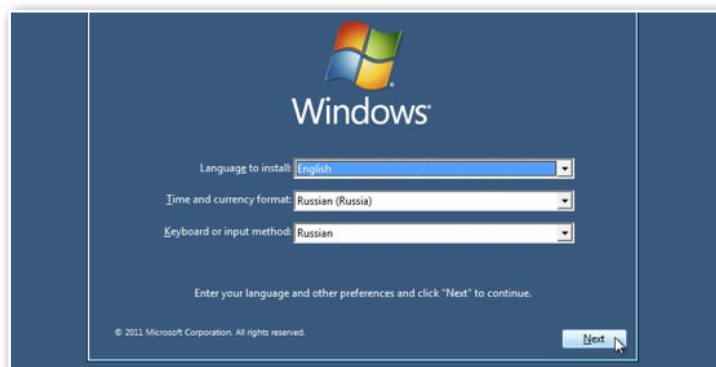 Windows
Language to install: English
Time and currency format: Russian (Russia)
Keyboard or input method: Russian
Enter your language and other preferences and click "Next" to continue.
© 2011 Microsoft Corporation. All rights reserved.
Next